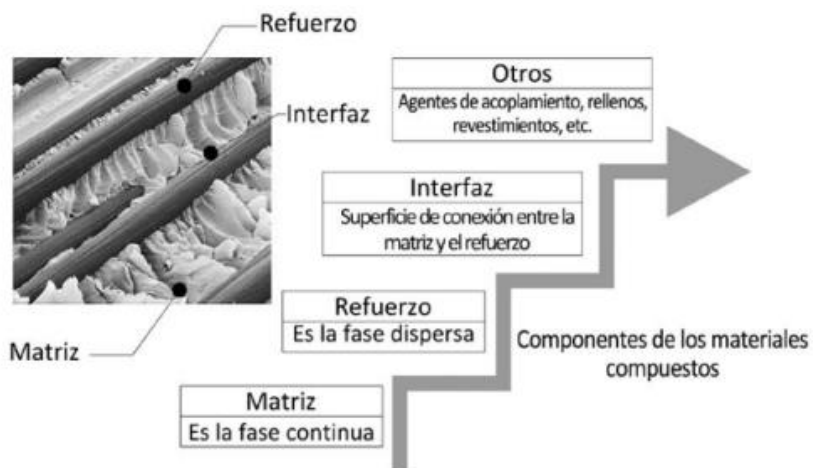 Refuerzo
Interfaz
Matriz
Otros
Agentes de acoplamiento, rellenos,
revestimientos, etc.
Interfaz
Superficie de conexión entre la
matriz y el refuerzo
Refuerzo
Es la fase dispersa
Matriz
Es la fase continua
Componentes de los materiales
compuestos